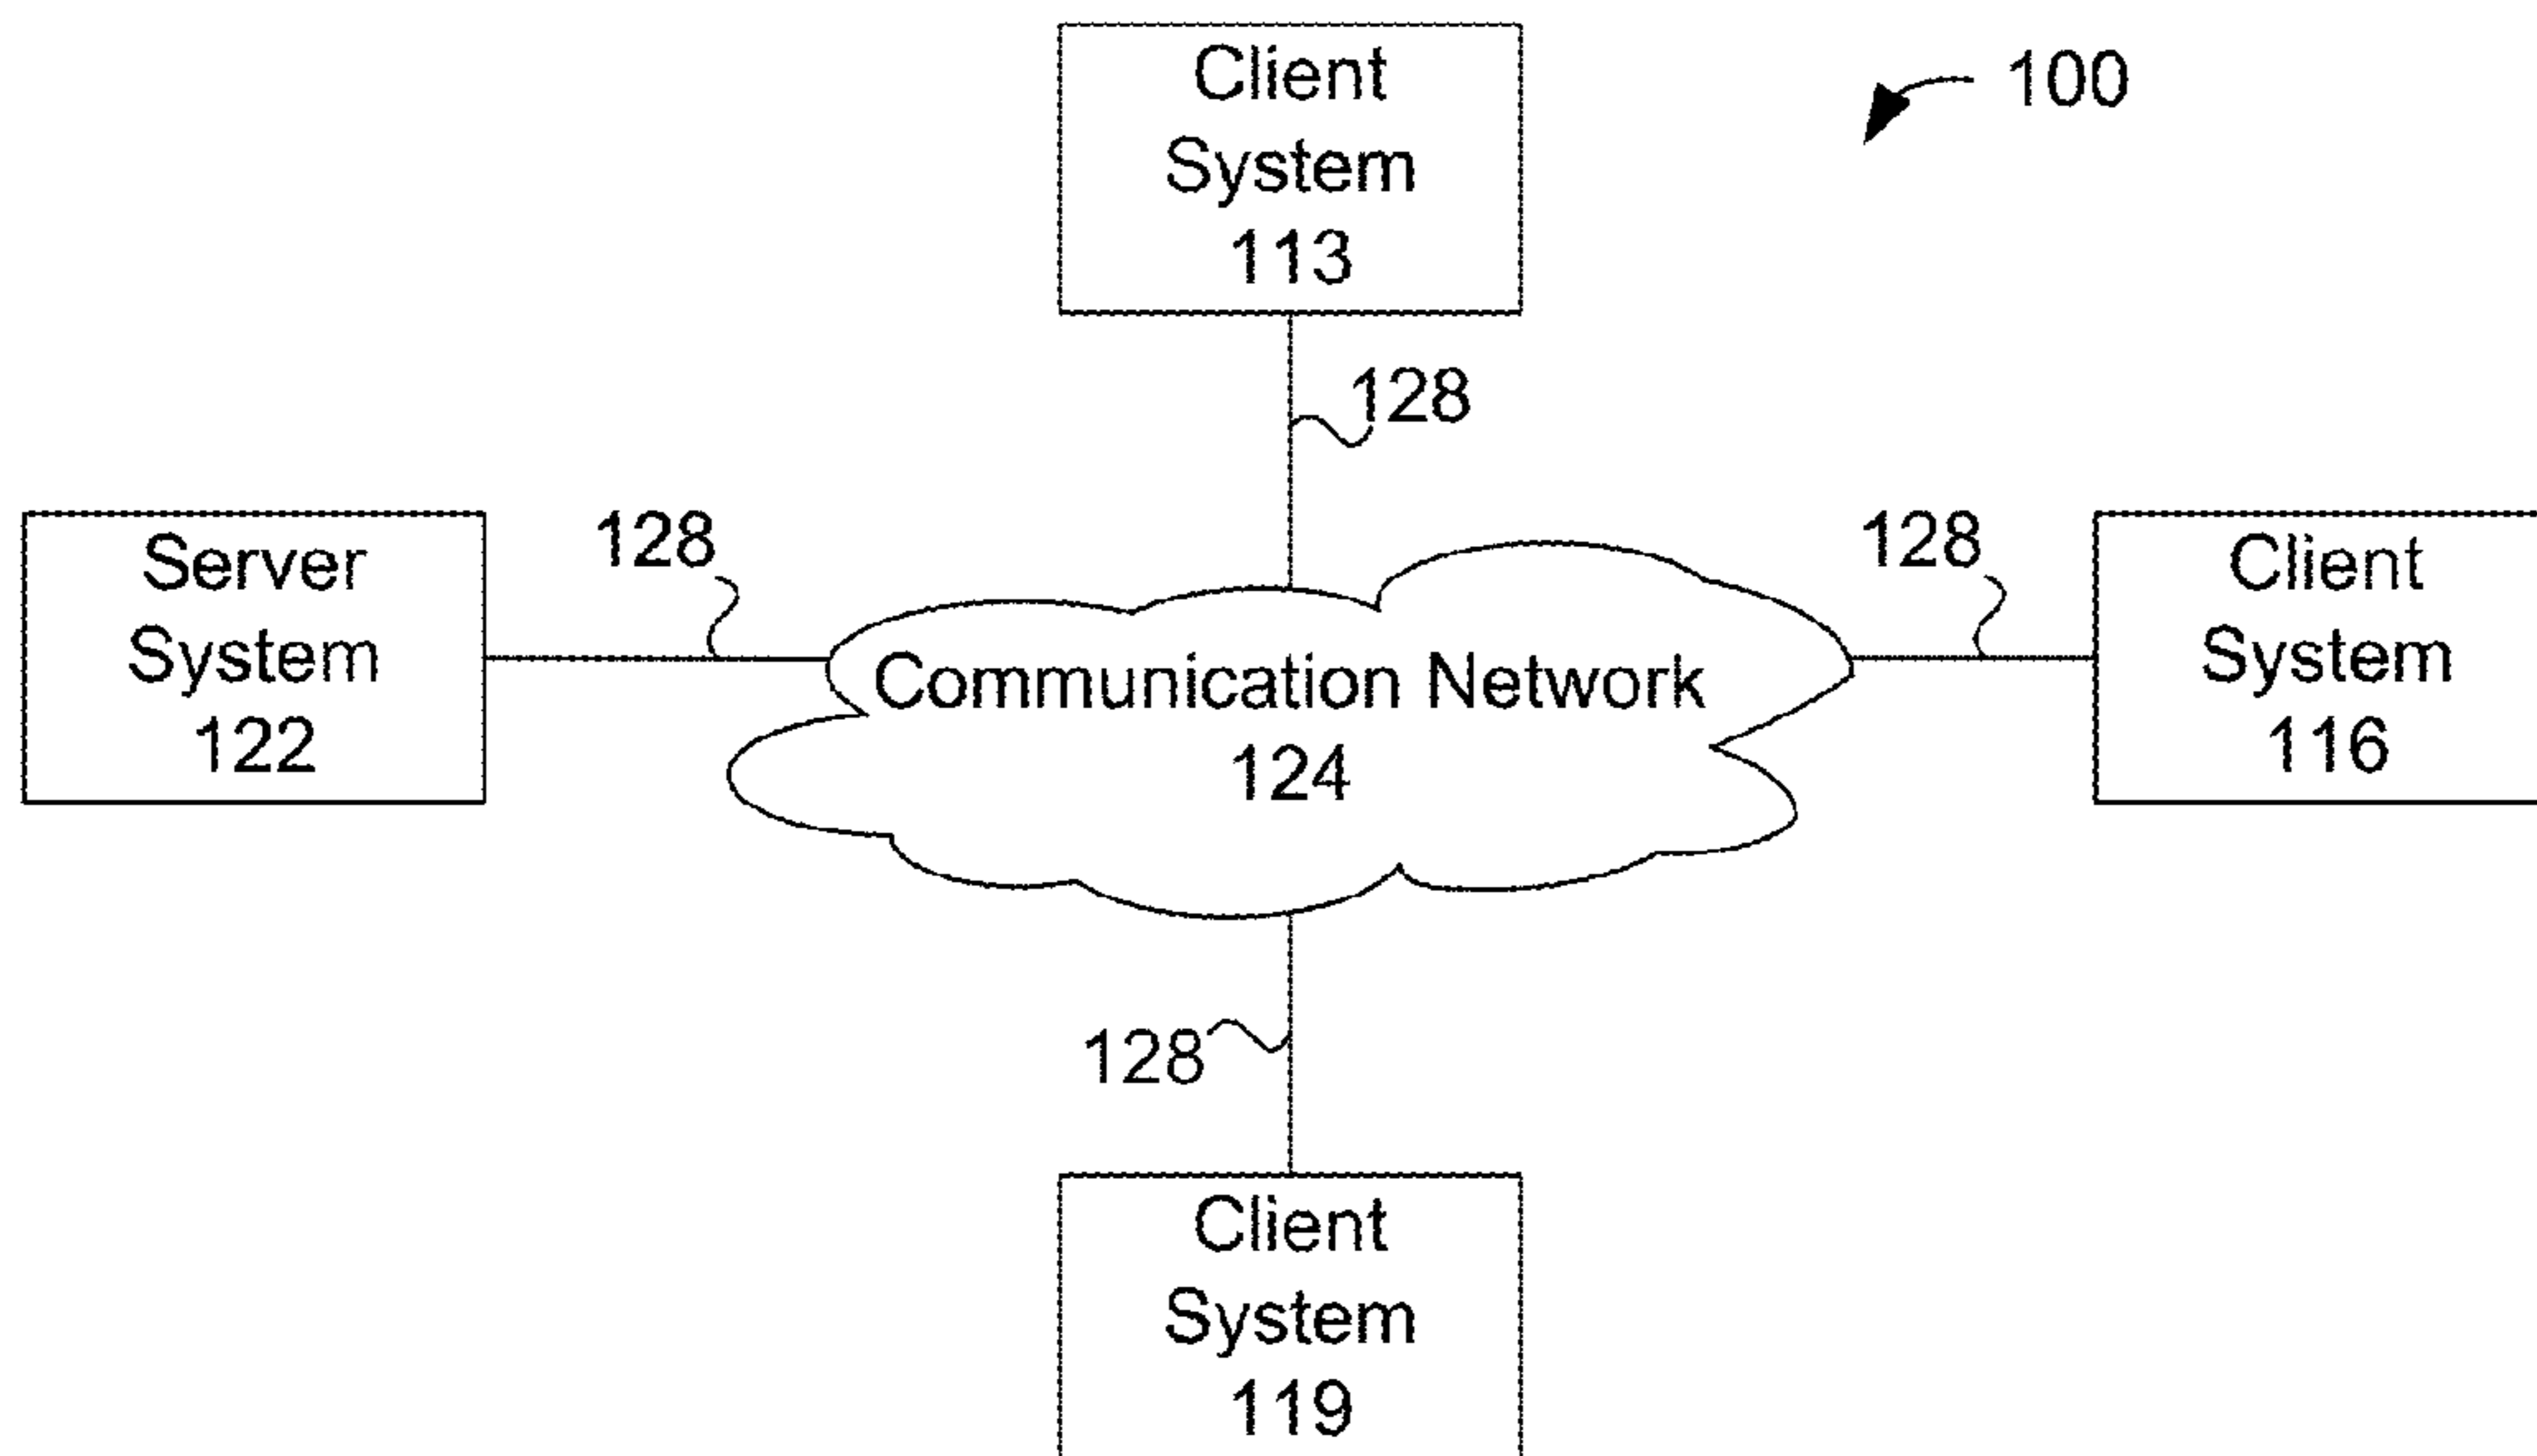 Client
System
113
100
128
Server
System
122
128
128
Client
System
116
Communication Network
124
128
Client
System
119